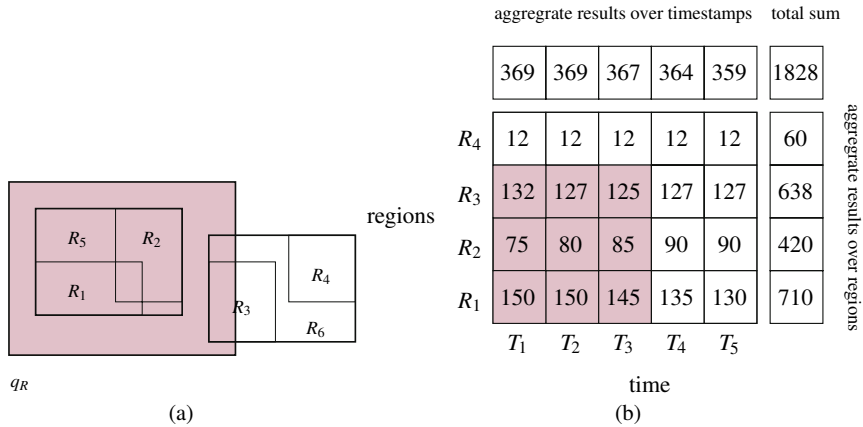 aggregrate results over timestamps total sum
369 369 367 364 359 1828
R4 12 12 12 12 12 60
R3 132 127 125 127 127 638
R2 75 80 85 90 90 420
R1 150 150 145 135 130 710
T1 T2 T3 T4 T5
time
regions
aggregrate results over regions
R5 R2
R1
R4
R3
R6
qR
(a) (b)